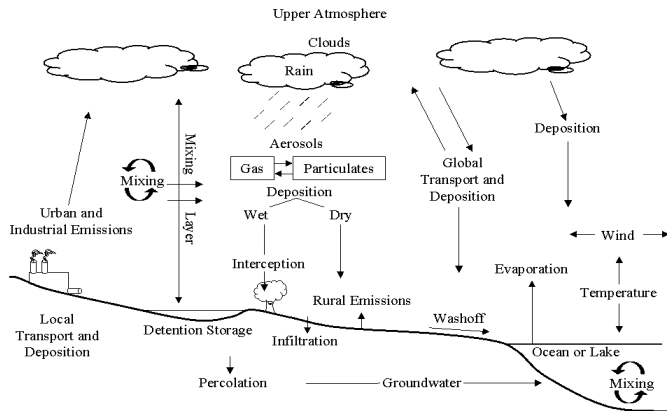 Upper Atmosphere
Clouds
Rain
Mixing
Layer
Aerosols
Gas
Particulates
Deposition
Wet
Dry
Mixing
Urban and
Industrial Emissions
Global
Transport and
Deposition
Deposition
Wind
Interception
Evaporation
Temperature
Rural Emissions
Local
Transport and
Deposition
Detention Storage
Infiltration
Washoff
Ocean or Lake
Percolation
Groundwater
Mixing